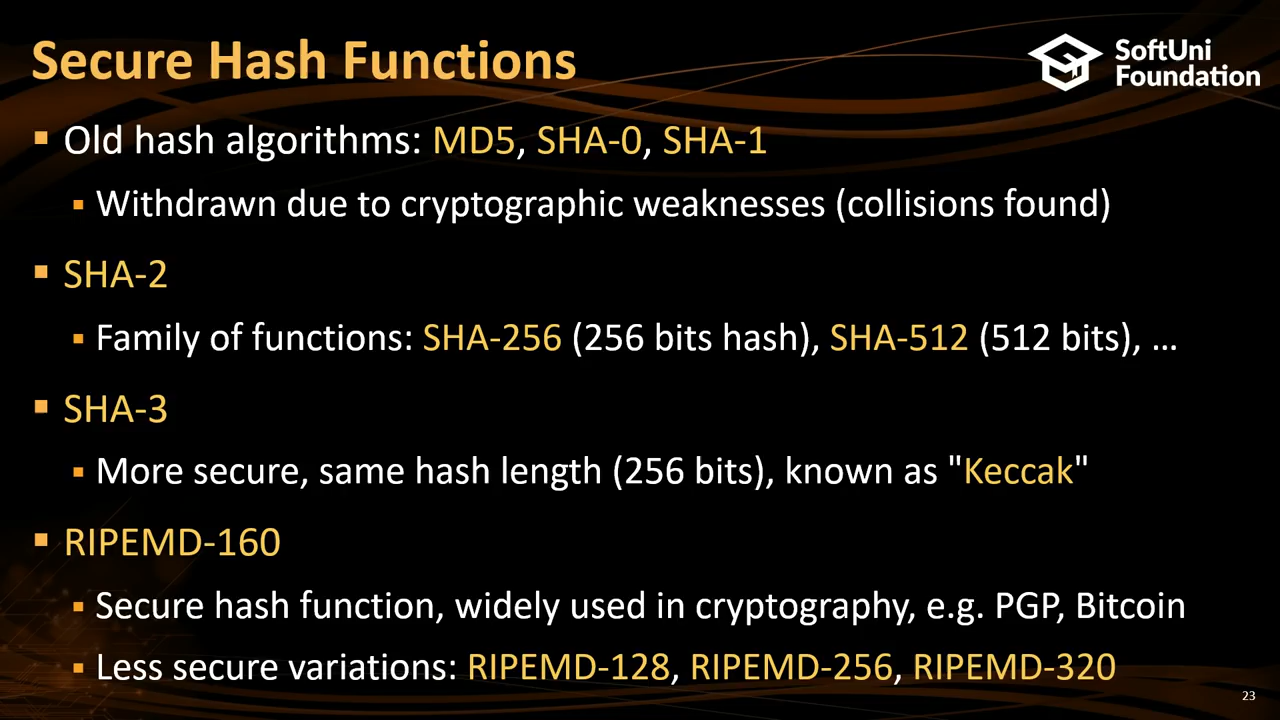 Secure Hash Functions
SoftUni
Foundation
▪ Old hash algorithms: MD5, SHA-0, SHA-1
▪ Withdrawn due to cryptographic weaknesses (collisions found)
▪ SHA-2
▪ Family of functions: SHA-256 (256 bits hash), SHA-512 (512 bits), …
▪ SHA-3
▪ More secure, same hash length (256 bits), known as "Keccak"
▪ RIPEMD-160
▪ Secure hash function, widely used in cryptography, e.g. PGP, Bitcoin
▪ Less secure variations: RIPEMD-128, RIPEMD-256, RIPEMD-320
23